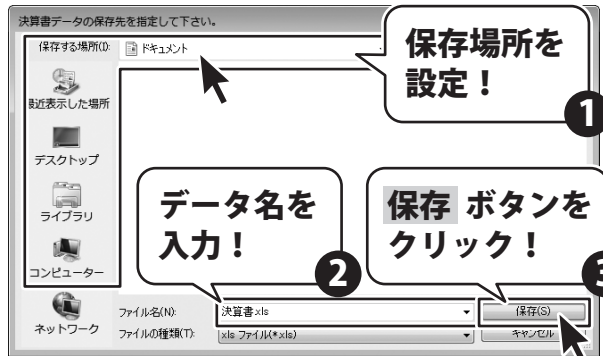 決算書データの保存先を指定して下さい。
保存する場所(I):
ドキュメント
保存場所を
設定！
1
最近表示した場所
デスクトップ
ライブラリ
コンピューター
ネットワーク
データ名を
入力！
2
保存 ボタンを
クリック！
3
ファイル名(N):
決算書.xls
保存(S)
ファイルの種類(T):
xls ファイル(*.xls)
キャンセル